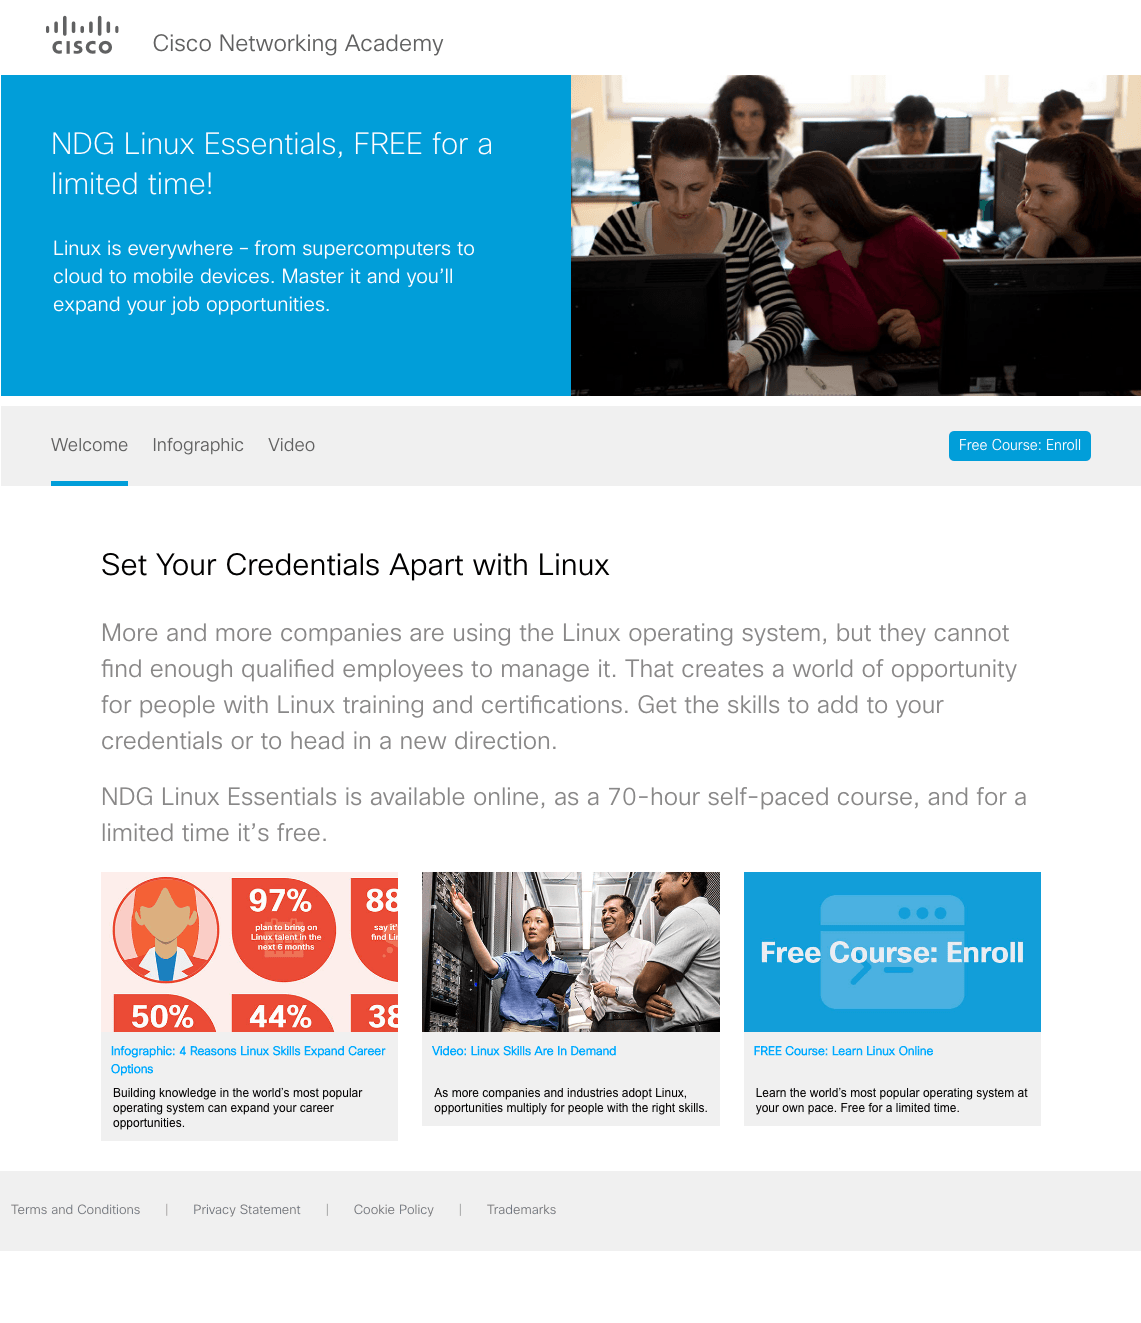 CISCO
Cisco Networking Academy
NDG Linux Essentials, FREE for a
limited time!
Linux is everywhere - from supercomputers to
cloud to mobile devices. Master it and you'll
expand your job opportunities.
Welcome
Infographic
Video
Free Course: Enroll
Set Your Credentials Apart with Linux
More and more companies are using the Linux operating system, but they cannot
find enough qualified employees to manage it. That creates a world of opportunity
for people with Linux training and certifications. Get the skills to add to your
credentials or to head in a new direction.
NDG Linux Essentials is available online, as a 70-hour self-paced course, and for a
limited time it's free.
97%
plan to bring on
Linux talent in the
next 6 months
88
say it'
find Li
50%
44%
38
Infographic: 4 Reasons Linux Skills Expand Career
Options
Building knowledge in the world's most popular
operating system can expand your career
opportunities.
Video: Linux Skills Are In Demand
As more companies and industries adopt Linux,
opportunities multiply for people with the right skills.
Free Course: Enroll
FREE Course: Learn Linux Online
Learn the world's most popular operating system at
your own pace. Free for a limited time.
Terms and Conditions | Privacy Statement | Cookie Policy | Trademarks